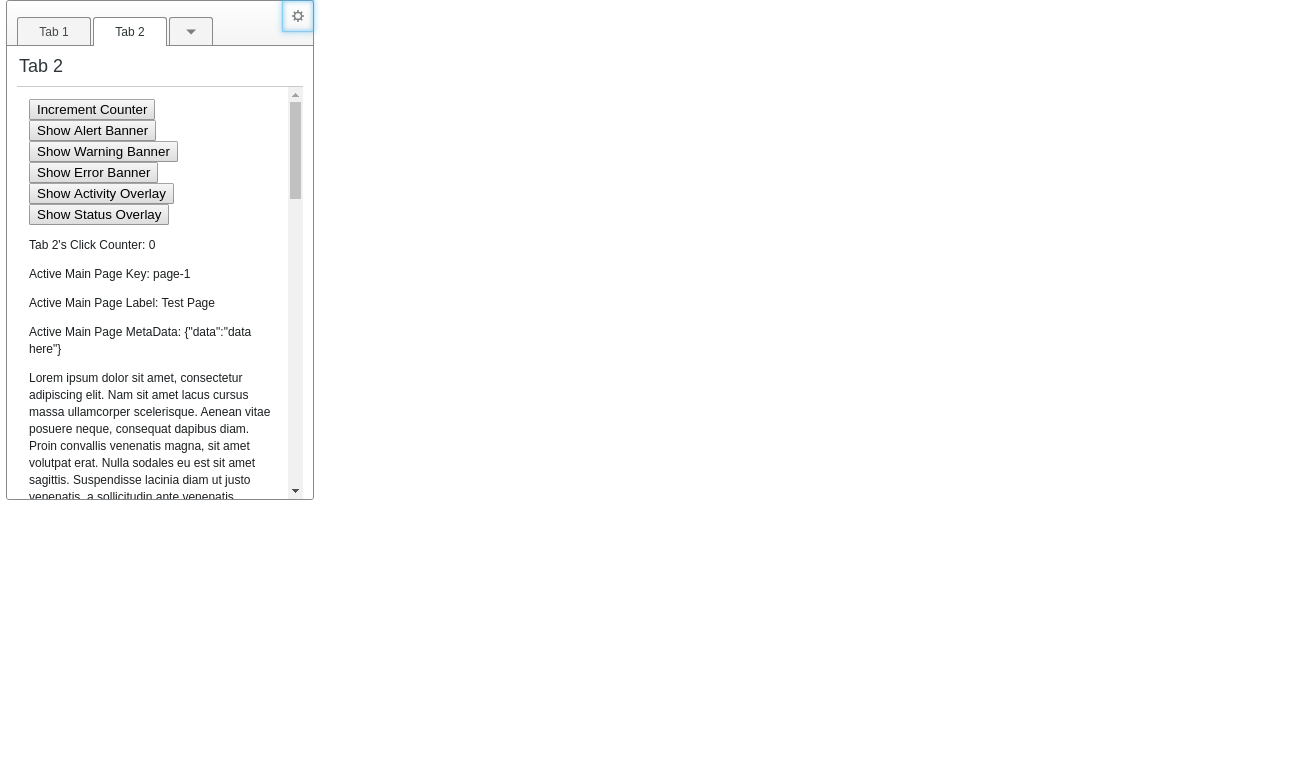 Tab 1
Tab 2
Tab 2
Increment Counter
Show Alert Banner
Show Warning Banner
Show Error Banner
Show Activity Overlay
Show Status Overlay
Tab 2's Click Counter: 0
Active Main Page Key: page-1
Active Main Page Label: Test Page
Active Main Page MetaData: {"data":"data
here"}
Lorem ipsum dolor sit amet, consectetur
adipiscing elit. Nam sit amet lacus cursus
massa ullamcorper scelerisque. Aenean vitae
posuere neque, consequat dapibus diam.
Proin convallis venenatis magna, sit amet
volutpat erat. Nulla sodales eu est sit amet
sagittis. Suspendisse lacinia diam ut justo
venenatis, a sollicitudin ante venenatis